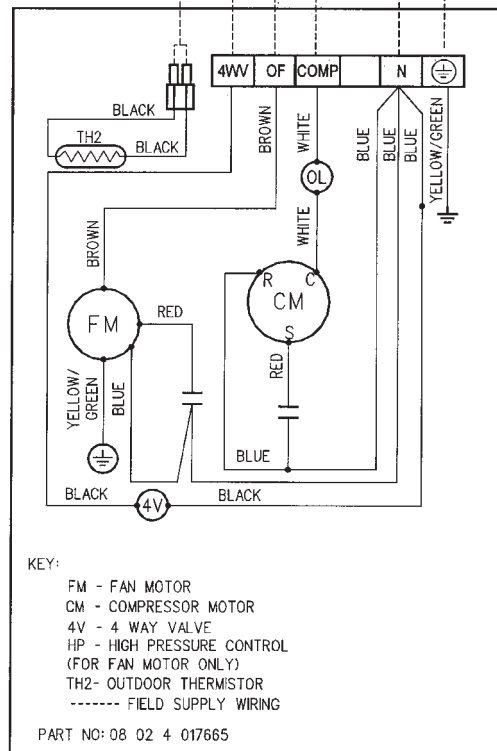 4WV OF COMP N
BLACK
TH2
BLACK
BROWN
WHITE
OL
WHITE
BLUE
BLUE
BLUE
YELLOW/GREEN
BROWN
FM
RED
R C
CM
S
RED
YELLOW/
GREEN
BLUE
BLUE
BLACK
4V
BLACK
KEY:
FM - FAN MOTOR
CM - COMPRESSOR MOTOR
4V - 4 WAY VALVE
HP - HIGH PRESSURE CONTROL
(FOR FAN MOTOR ONLY)
TH2- OUTDOOR THERMISTOR
------- FIELD SUPPLY WIRING
PART NO: 08 02 4 017665